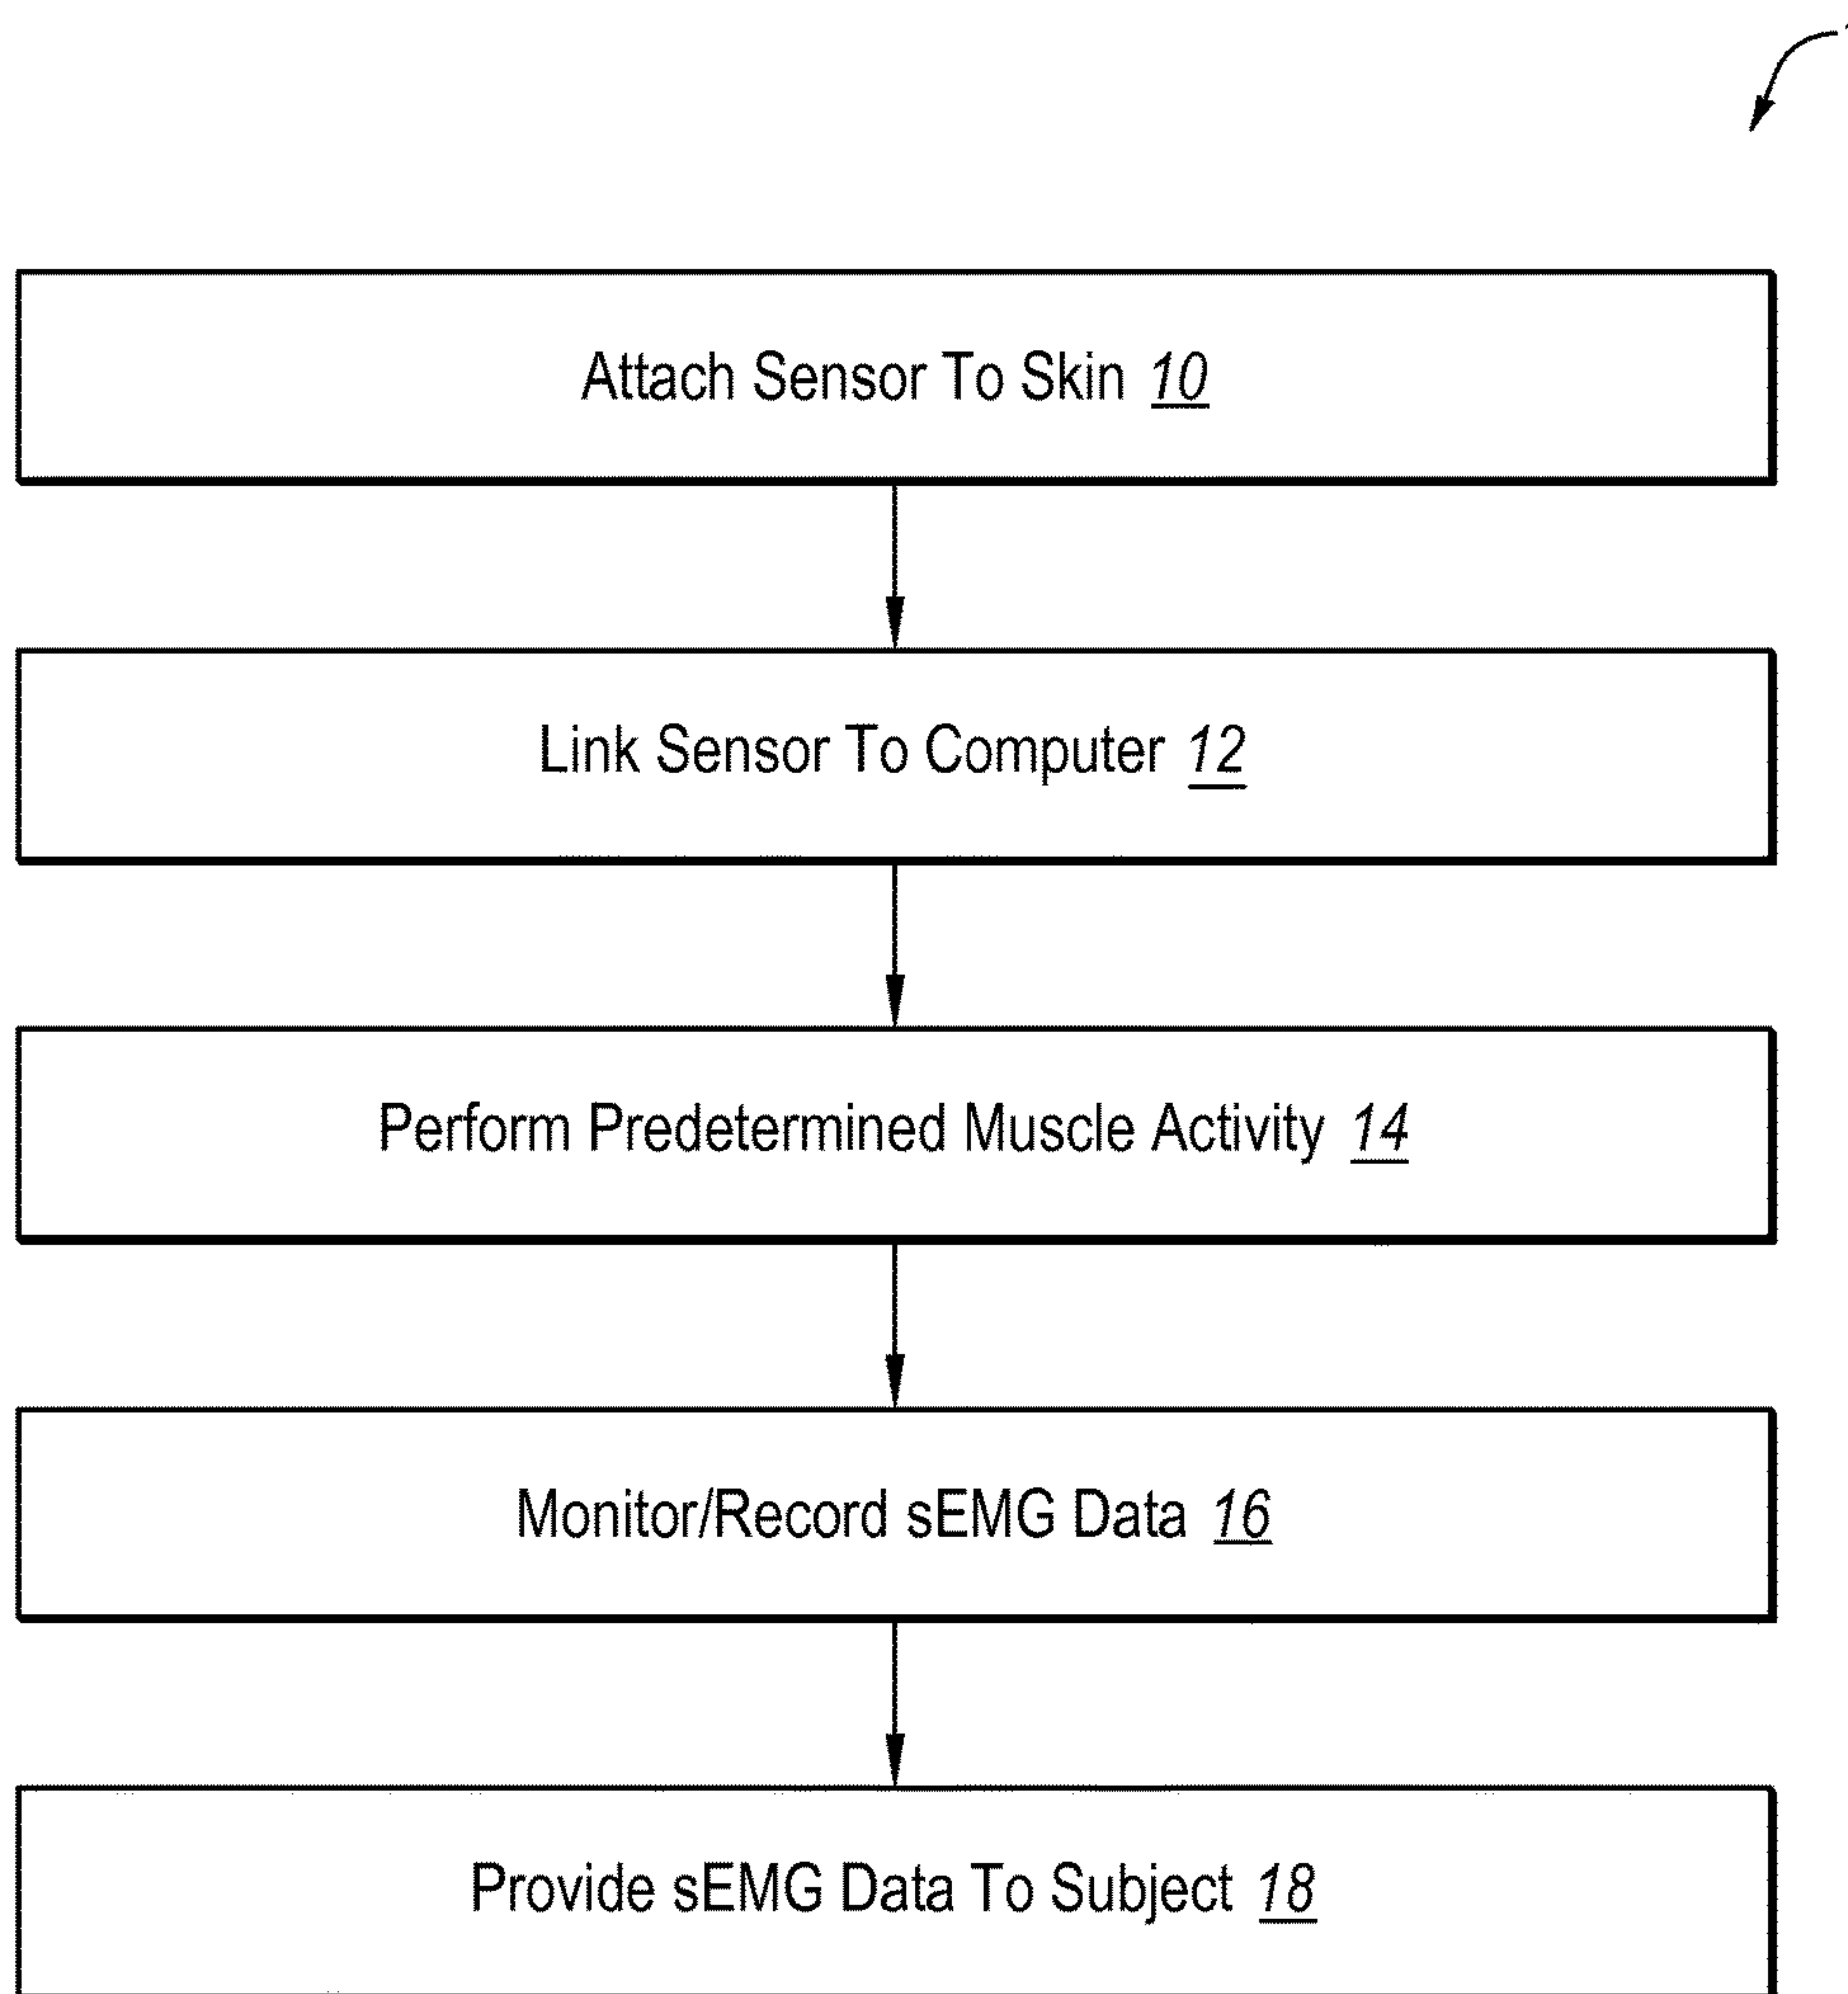 Attach Sensor To Skin 10
Link Sensor To Computer 12
Perform Predetermined Muscle Activity 14
Monitor/Record sEMG Data 16
Provide sEMG Data To Subject 18